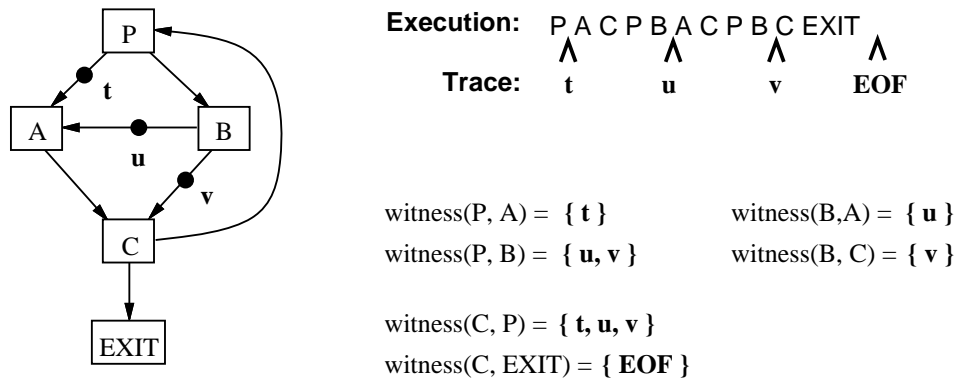 P
t
A
B
u
v
C
EXIT
Execution: P A C P B A C P B C EXIT
Trace: t u v EOF
witness(P, A) = { t } witness(B,A) = { u }
witness(P, B) = { u, v } witness(B, C) = { v }
witness(C, P) = { t, u, v }
witness(C, EXIT) = { EOF }